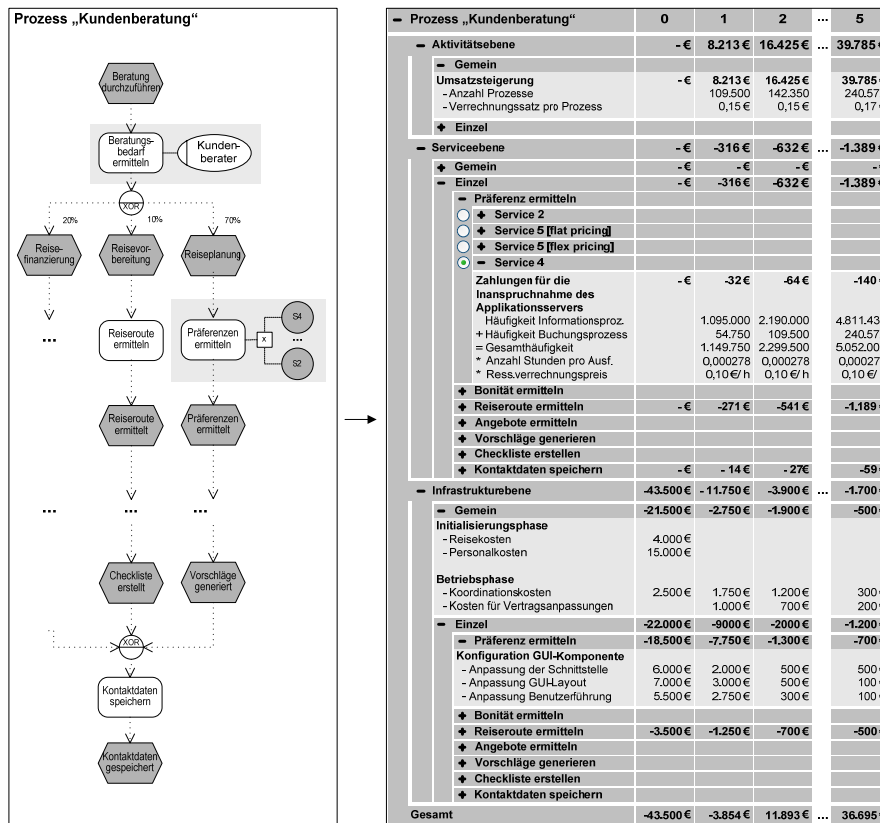 Prozess „Kundenberatung“
Beratung
durchzuführen
Beratungs-
bedarf
ermitteln
Kunden-
berater
XOR
20%
10%
70%
Reise-
finanzierung
Reisevor-
bereitung
Reiseplanung
...
Reiseroute
ermitteln
Präferenzen
ermitteln
x
S4
...
S2
Reiseroute
ermittelt
Präferenzen
ermittelt
...
...
...
Checkliste
erstellt
Vorschläge
generiert
XOR
Kontaktdaten
speichern
Kontaktdaten
gespeichert
– Prozess „Kundenberatung“ 0 1 2 ... 5
– Aktivitätsebene -€ 8.213€ 16.425€ ... 39.785€
– Gemein
Umsatzsteigerung -€ 8.213€ 16.425€ 39.785€
- Anzahl Prozesse 109.500 142.350 240.57
- Verrechnungssatz pro Prozess 0,15€ 0,15€ 0,17€
+ Einzel
– Serviceebene -€ -316€ -632€ ... -1.389€
+ Gemein -€ -€ -€ -
– Einzel -€ -316€ -632€ -1.389€
– Präferenz ermitteln
+ Service 2
+ Service 5 [flat pricing]
+ Service 5 [flex pricing]
– Service 4
Zahlungen für die -€ -32€ -64€ -140€
Inanspruchnahme des
Applikationsservers
Häufigkeit Informationsproz. 1.095.000 2.190.000 4.811.43
+ Häufigkeit Buchungsprozess 54.750 109.500 240.57
= Gesamthäufigkeit 1.149.750 2.299.500 5.052.00
* Anzahl Stunden pro Ausf. 0,000278 0,000278 0,00027
* Ress.verrechnungspreis 0,10€/h 0,10€/h 0,10€/
+ Bonität ermitteln
+ Reiseroute ermitteln -€ -271€ -541€ -1.189€
+ Angebote ermitteln
+ Vorschläge generieren
+ Checkliste erstellen
+ Kontaktdaten speichern -€ - 14€ - 27€ -59€
– Infrastrukturebene -43.500€ - 11.750€ -3.900€ ... -1.700€
– Gemein -21.500€ -2.750€ -1.900€ -500€
Initialisierungsphase
- Reisekosten 4.000€
- Personalkosten 15.000€
Betriebsphase
- Koordinationskosten 2.500€ 1.750€ 1.200€ 300€
- Kosten für Vertragsanpassungen 1.000€ 700€ 200€
– Einzel -22.000€ -9000€ -2000€ -1.200€
– Präferenz ermitteln -18.500€ -7.750€ -1.300€ -700€
Konfiguration GUI-Komponente
- Anpassung der Schnittstelle 6.000€ 2.000€ 500€ 500€
- Anpassung GUI-Layout 7.000€ 3.000€ 500€ 100€
- Anpassung Benutzerführung 5.500€ 2.750€ 300€ 100€
+ Bonität ermitteln
+ Reiseroute ermitteln -3.500€ -1.250€ -700€ -500€
+ Angebote ermitteln
+ Vorschläge generieren
+ Checkliste erstellen
+ Kontaktdaten speichern
Gesamt -43.500€ -3.854€ 11.893€ ... 36.695€